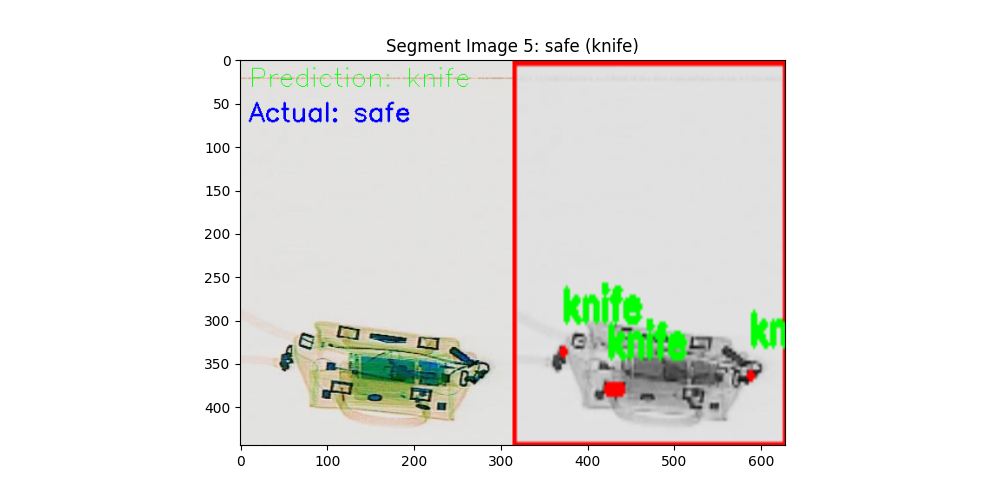 Segment Image 5: safe (knife)
Prediction: knife
Actual: safe
knife
knife
kn
0
50
100
150
200
250
300
350
400
0
100
200
300
400
500
600